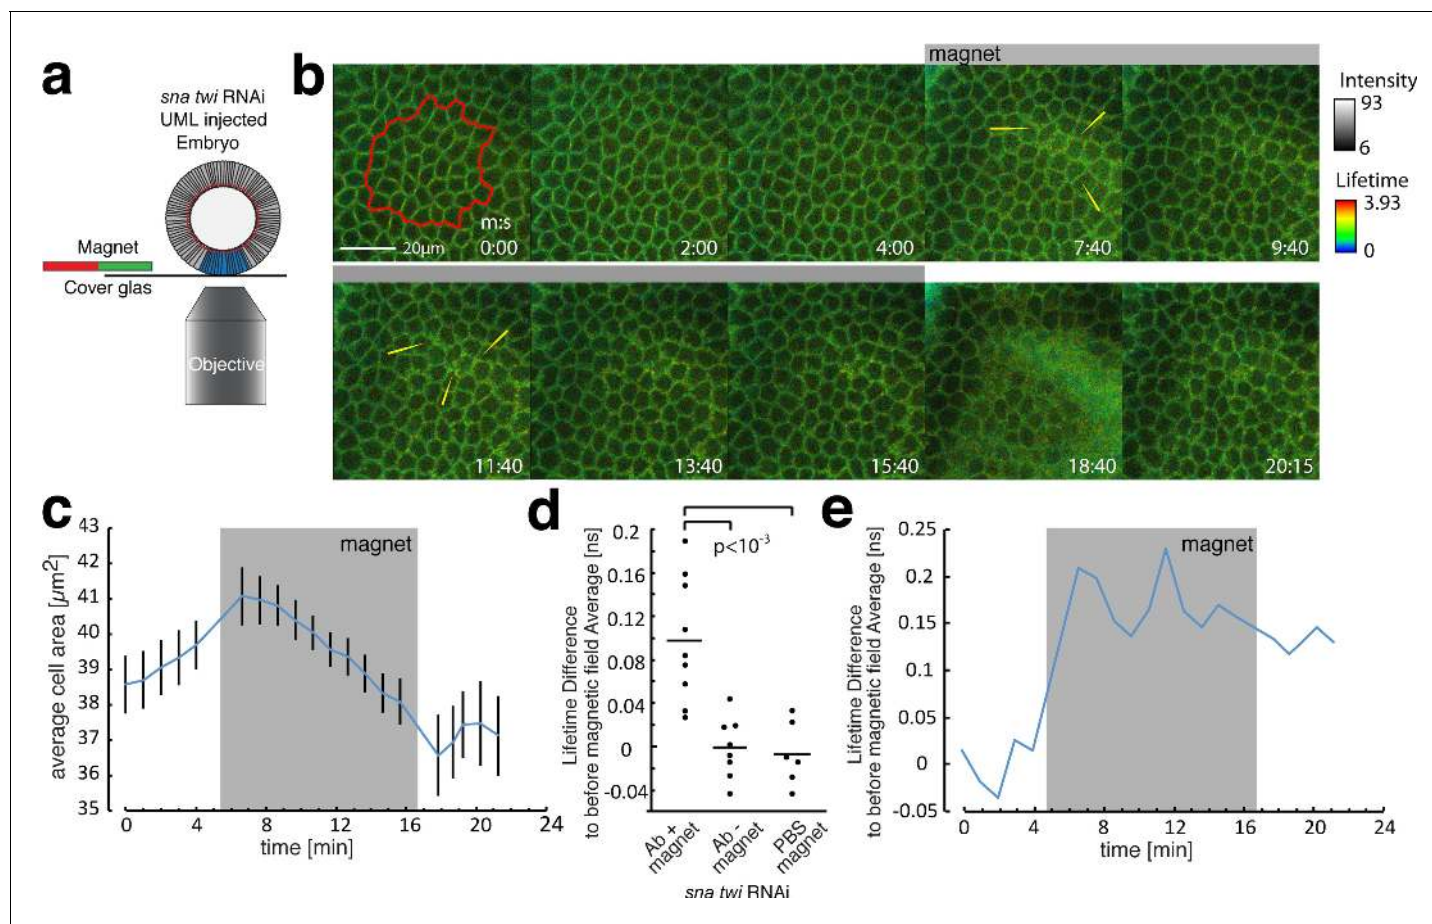 a
sna twi RNAi
UML injected
Embryo
Magnet
Cover glas
Objective
b
magnet
m:s
20µm
0:00
2:00
4:00
7:40
9:40
11:40
13:40
15:40
18:40
20:15
Intensity
93
6
Lifetime
3.93
0
c
average cell area [µm²]
43
42
41
40
39
38
37
36
35
magnet
0 4 8 12 16 20 24
time [min]
d
Lifetime Difference
to before magnetic field Average [ns]
0.2
0.16
0.12
0.08
0.04
0
-0.04
p<10⁻³
Ab +
magnet
Ab -
magnet
PBS
magnet
sna twi RNAi
e
Lifetime Difference
to before magnetic field Average [ns]
0.25
0.2
0.15
0.1
0.05
0
-0.05
magnet
0 4 8 12 16 20 24
time [min]